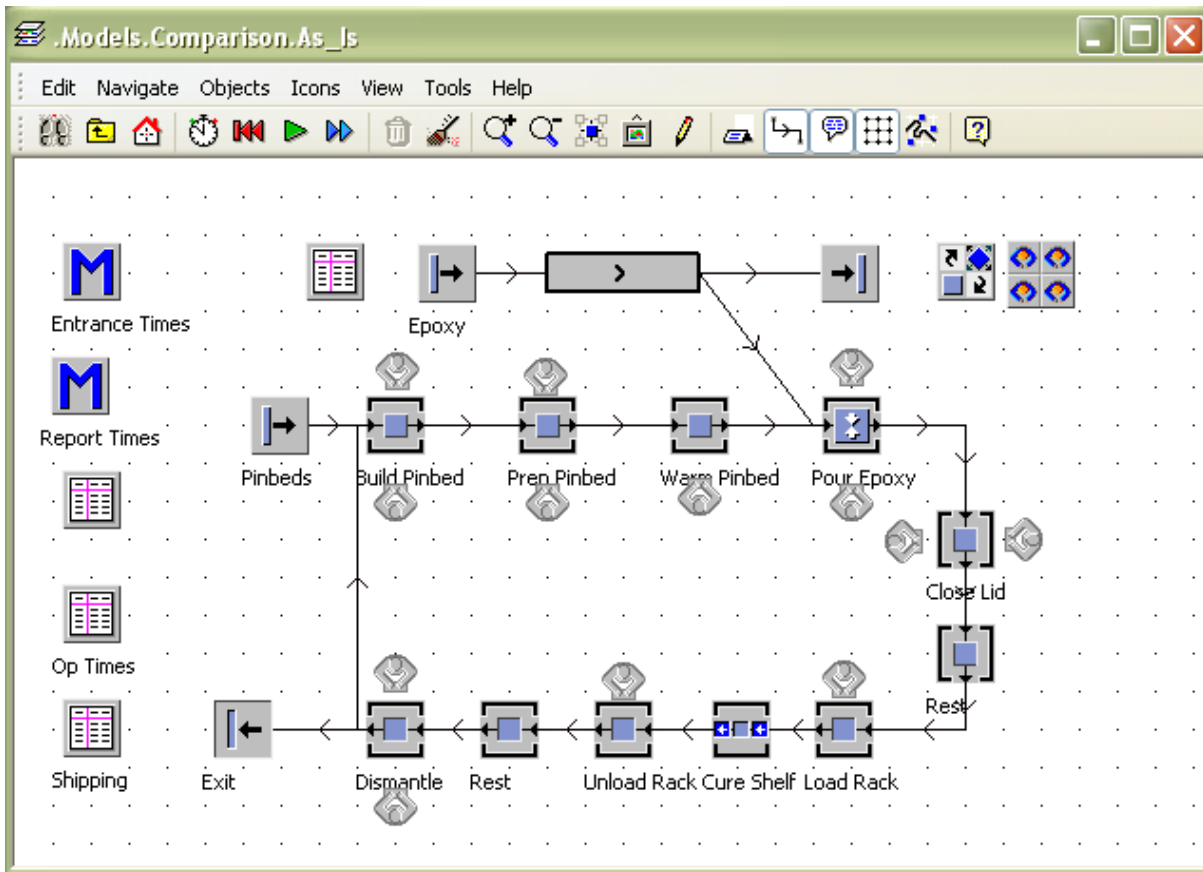 .Models.Comparison.As_Is
Edit Navigate Objects Icons View Tools Help
Entrance Times
Epoxy
Report Times
Pinbeds
Build Pinbed
Prep Pinbed
Warm Pinbed
Pour Epoxy
Close Lid
Op Times
Rest
Shipping
Exit
Dismantle
Rest
Unload Rack
Cure Shelf
Load Rack